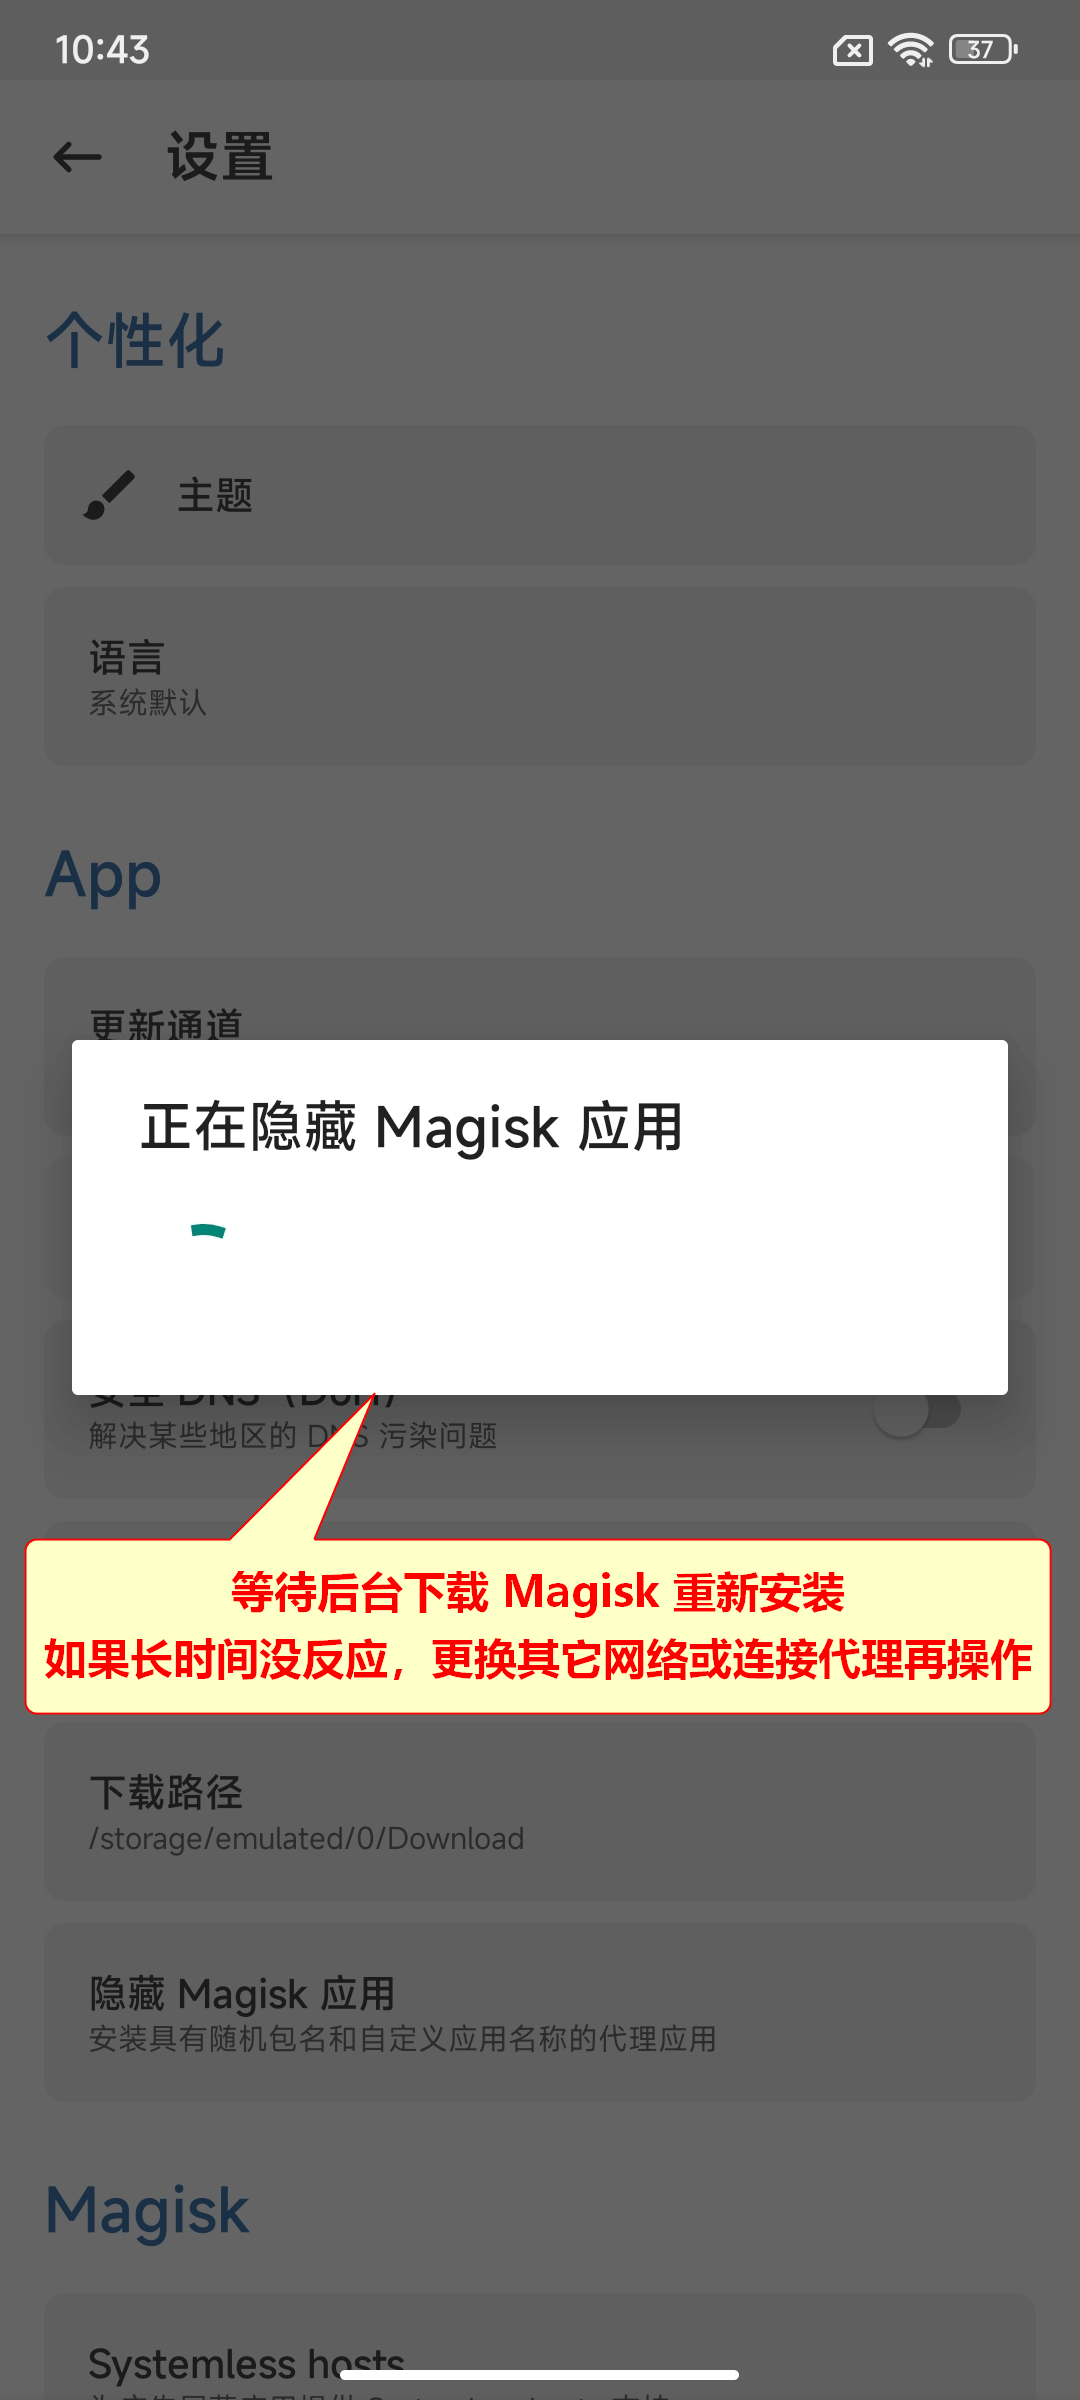 10:43
37
设置
个性化
主题
语言
系统默认
App
更新通道
正在隐藏 Magisk 应用
安全 DNS（DoH）
解决某些地区的 DNS 污染问题
等待后台下载 Magisk 重新安装
如果长时间没反应，更换其它网络或连接代理再操作
下载路径
/storage/emulated/0/Download
隐藏 Magisk 应用
安装具有随机包名和自定义应用名称的代理应用
Magisk
Systemless hosts